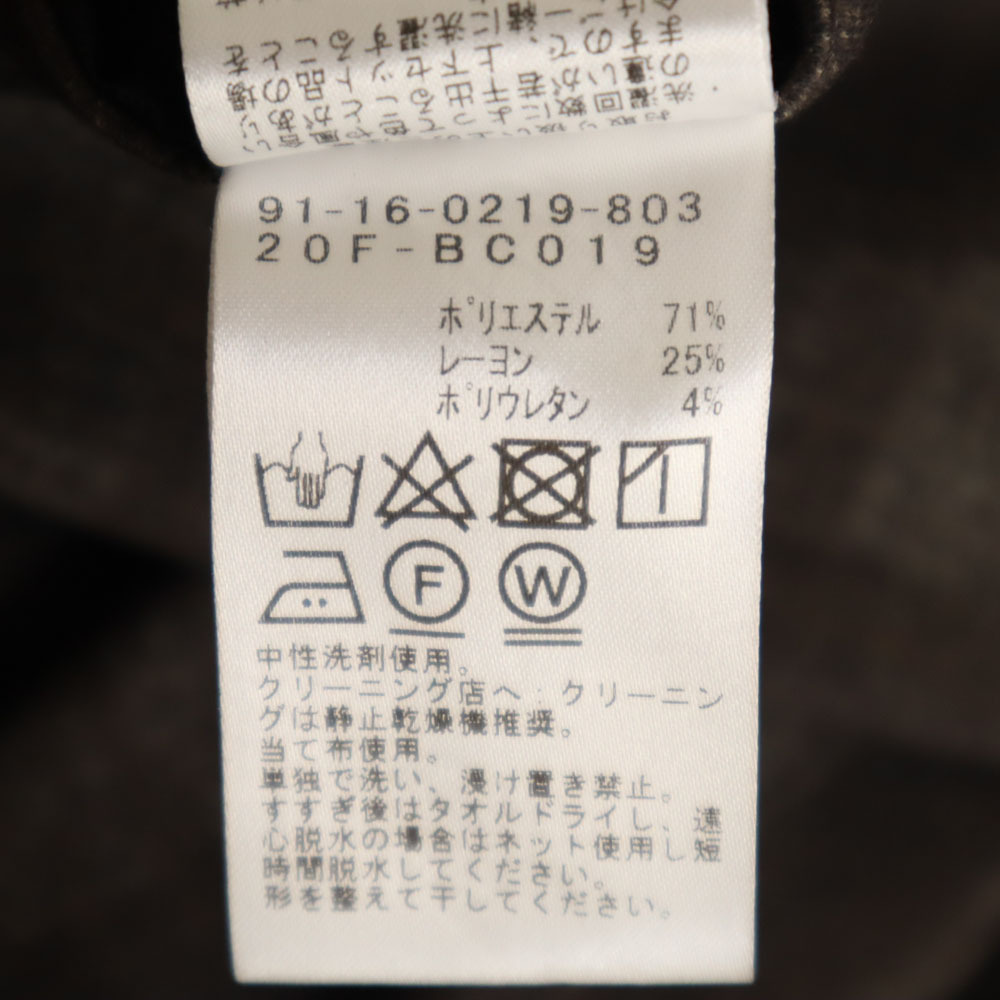 91-16-0219-803
20F-BC019
ポリエステル 71%
レーヨン 25%
ポリウレタン 4%
F W
中性洗剤使用。
クリーニング店へ:クリーニン
グは静止乾燥機推奨。
当て布使用。
単独で洗い、浸け置き禁止。
すすぎ後はタオルドライし、遠
心脱水の場合はネット使用し短
時間脱水してください。
形を整えて干してください。